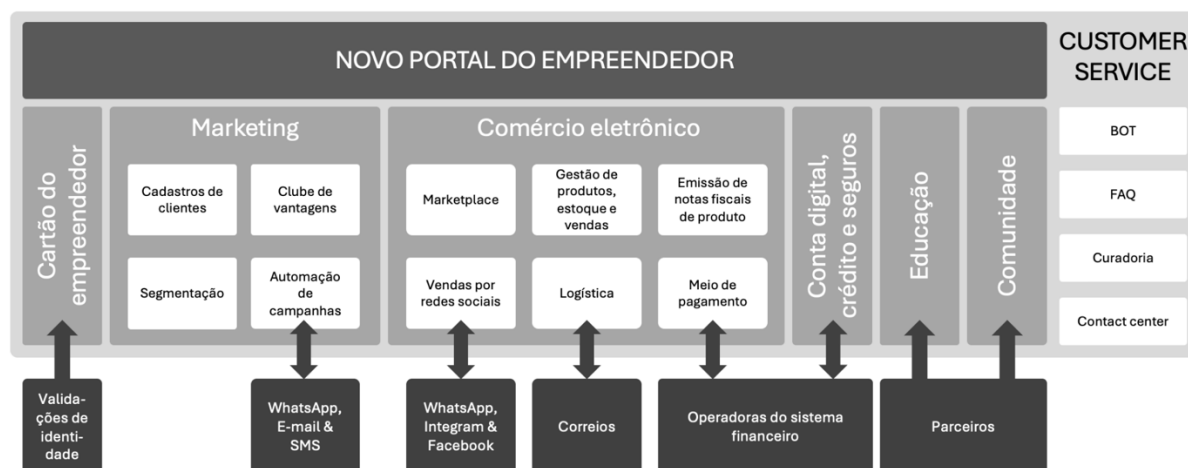 NOVO PORTAL DO EMPREENDEDOR
CUSTOMER
SERVICE
Cartão do
empreendedor
Marketing
Cadastros de
clientes
Clube de
vantagens
Segmentação
Automação
de
campanhas
Comércio eletrônico
Marketplace
Gestão de
produtos,
estoque e
vendas
Emissão de
notas fiscais
de produto
Vendas por
redes sociais
Logística
Meio de
pagamento
Conta digital,
crédito e seguros
Educação
Comunidade
BOT
FAQ
Curadoria
Contact center
Valida-
ções de
identi-
dade
WhatsApp,
E-mail &
SMS
WhatsApp,
Integram &
Facebook
Correios
Operadoras do sistema
financeiro
Parceiros